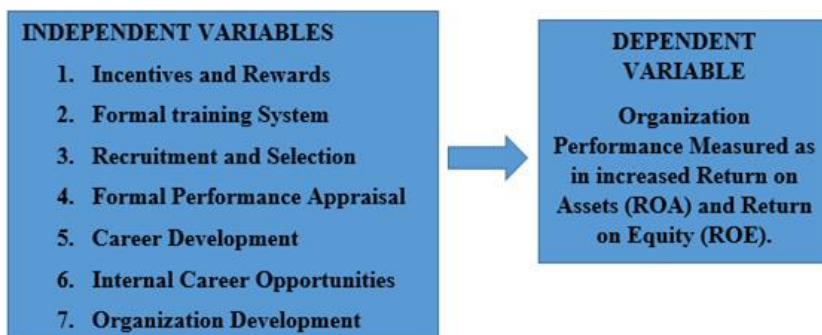 INDEPENDENT VARIABLES
1. Incentives and Rewards
2. Formal training System
3. Recruitment and Selection
4. Formal Performance Appraisal
5. Career Development
6. Internal Career Opportunities
7. Organization Development
DEPENDENT
VARIABLE
Organization
Performance Measured as
in increased Return on
Assets (ROA) and Return
on Equity (ROE).